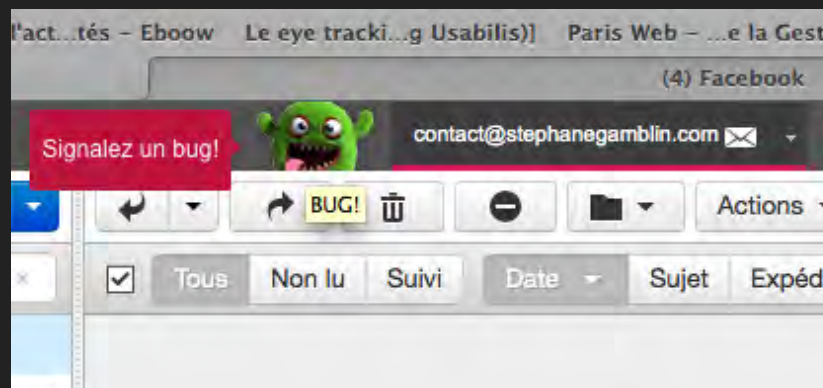 l'act...tés – Eboow Le eye tracki...g Usabilis)] Paris Web – ...e la Gest
(4) Facebook
Signalez un bug!
contact@stephanegamblin.com
BUG!
Actions
Tous Non lu Suivi Date Sujet Expéd